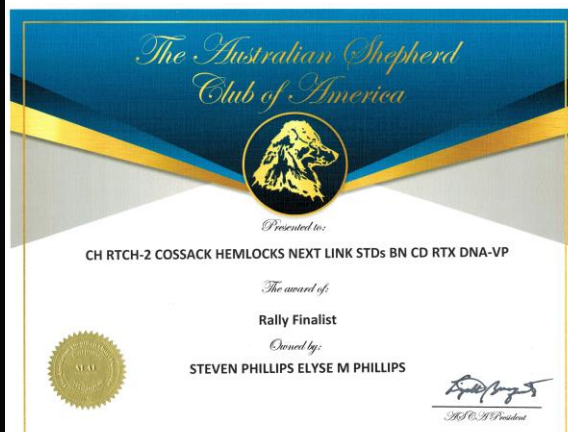 The Australian Shepherd
Club of America
Presented to:
CH RTCH-2 COSSACK HEMLOCKS NEXT LINK STDs BN CD RTX DNA-VP
The award of:
Rally Finalist
Owned by:
STEVEN PHILLIPS ELYSE M PHILLIPS
ASCA President